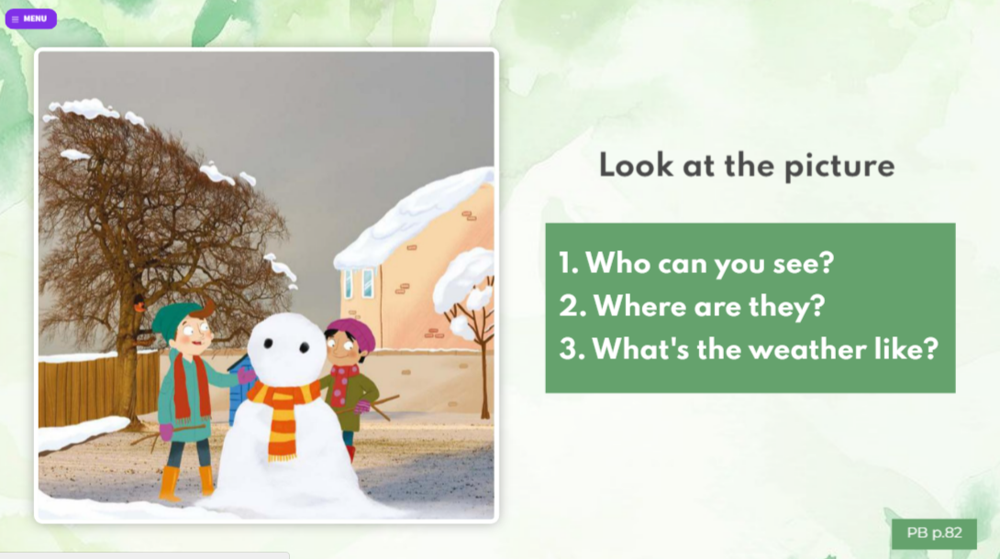 MENU
Look at the picture
1. Who can you see?
2. Where are they?
3. What's the weather like?
PB p.82